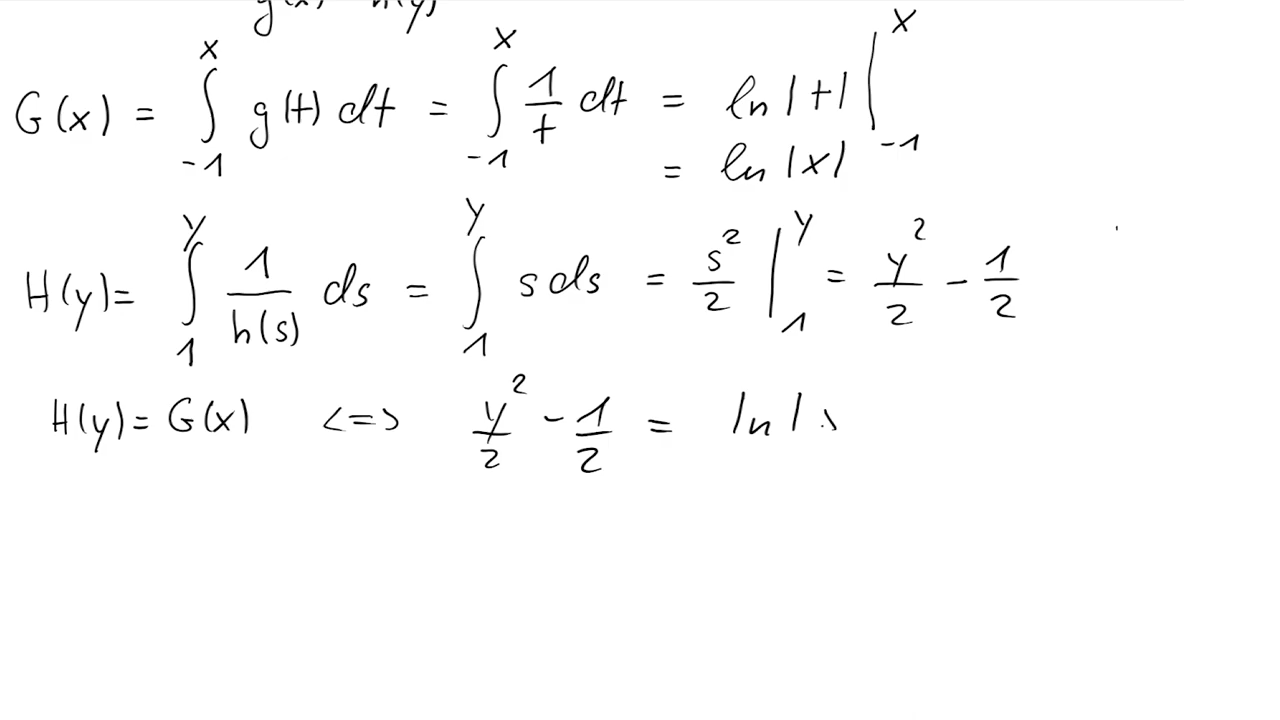 g(x) h(y)
G(x) = ∫_{-1}^{x} g(t) dt = ∫_{-1}^{x} 1/t dt = ln |t| |_{-1}^{x}
= ln |x|
H(y) = ∫_{1}^{y} 1/h(s) ds = ∫_{1}^{y} s ds = s²/2 |_{1}^{y} = y²/2 - 1/2
H(y) = G(x) <=> y²/2 - 1/2 = ln |